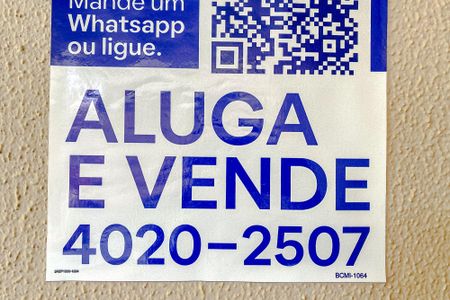 Mande um
Whatsapp
ou ligue.
ALUGA
E VENDE
4020-2507
BCMI-1064